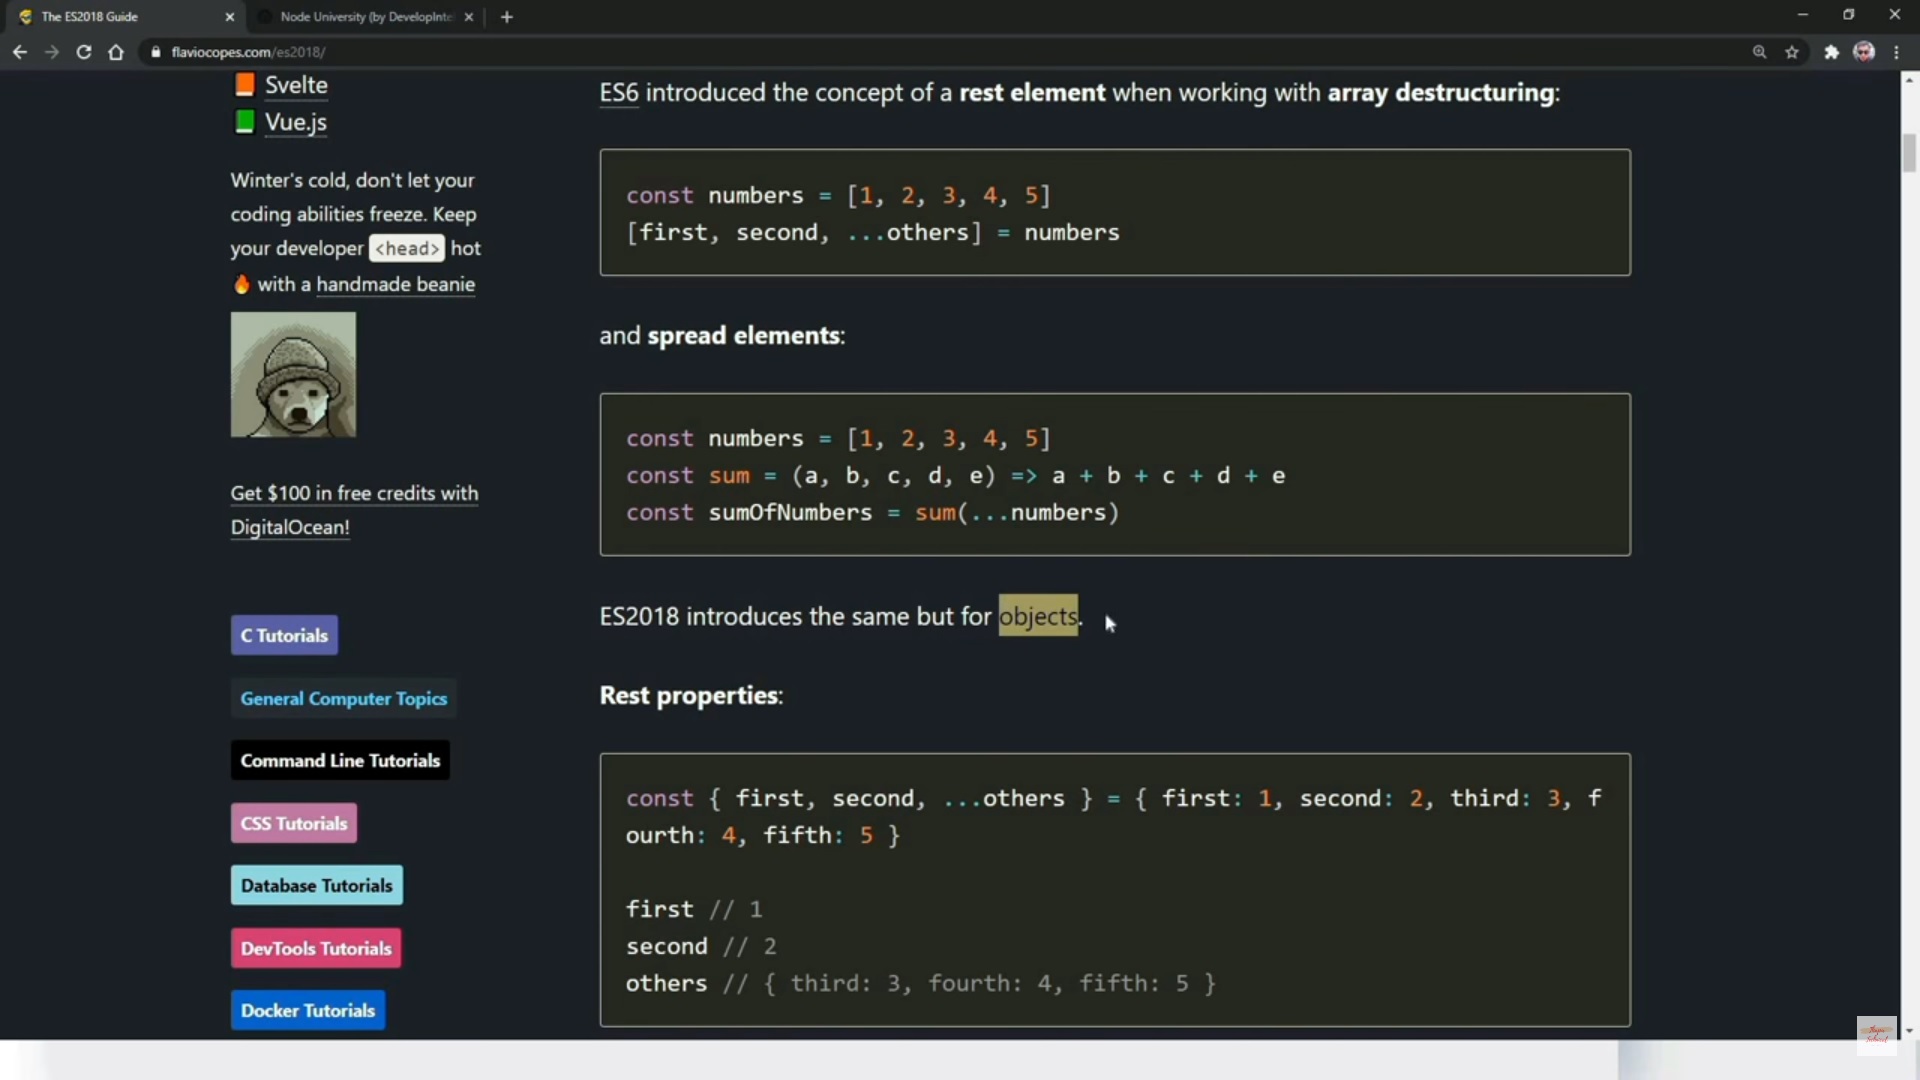 The ES2018 Guide
Node University (by DevelopInte
flaviocopes.com/es2018/
Svelte
Vue.js
Winter's cold, don't let your
coding abilities freeze. Keep
your developer <head> hot
🔥 with a handmade beanie
Get $100 in free credits with
DigitalOcean!
C Tutorials
General Computer Topics
Command Line Tutorials
CSS Tutorials
Database Tutorials
DevTools Tutorials
Docker Tutorials
ES6 introduced the concept of a rest element when working with array destructuring:
const numbers = [1, 2, 3, 4, 5]
[first, second, ...others] = numbers
and spread elements:
const numbers = [1, 2, 3, 4, 5]
const sum = (a, b, c, d, e) => a + b + c + d + e
const sumOfNumbers = sum(...numbers)
ES2018 introduces the same but for objects.
Rest properties:
const { first, second, ...others } = { first: 1, second: 2, third: 3, f
ourth: 4, fifth: 5 }
first // 1
second // 2
others // { third: 3, fourth: 4, fifth: 5 }